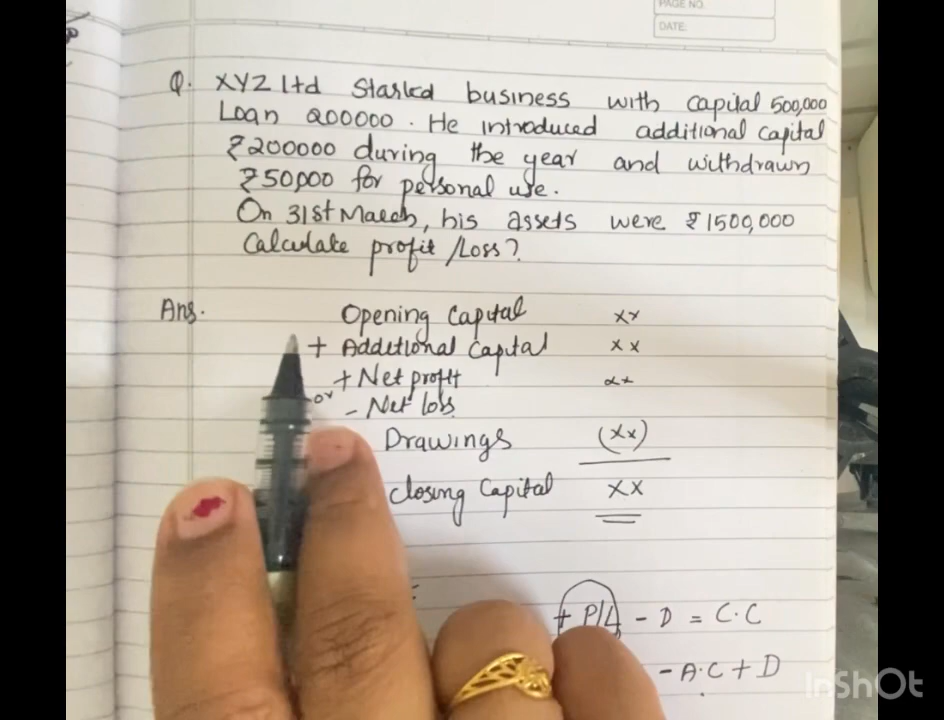 PAGE NO.
DATE:
Q. XYZ Ltd Started business with capital 500,000
Loan 200000. He introduced additional capital
₹200000 during the year and withdrawn
₹50,000 for personal use.
On 31st March, his assets were ₹1500,000
Calculate profit /Loss?
Ans.
Opening Capital xx
+ Additional Capital xx
+ Net profit xx
or
- Net loss
Drawings (xx)
closing Capital xx
+ P/L - D = C.C
- A.C + D
InShOt